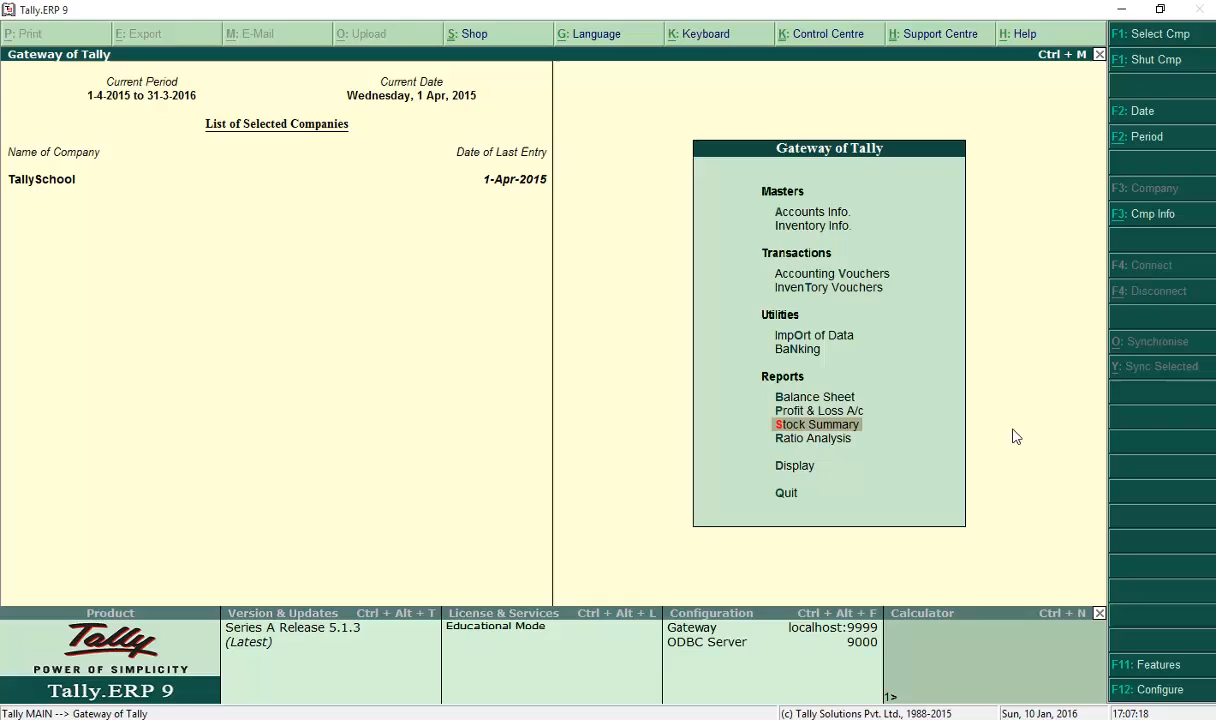 Tally.ERP 9
P: Print
E: Export
M: E-Mail
O: Upload
S: Shop
G: Language
K: Keyboard
K: Control Centre
H: Support Centre
H: Help
Gateway of Tally
Ctrl + M
Current Period
1-4-2015 to 31-3-2016
Current Date
Wednesday, 1 Apr, 2015
List of Selected Companies
Name of Company
Date of Last Entry
TallySchool
1-Apr-2015
Gateway of Tally
Masters
Accounts Info.
Inventory Info.
Transactions
Accounting Vouchers
InvenTory Vouchers
Utilities
ImpOrt of Data
BaNking
Reports
Balance Sheet
Profit & Loss A/c
Stock Summary
Ratio Analysis
Display
Quit
F1: Select Cmp
F1: Shut Cmp
F2: Date
F2: Period
F3: Company
F3: Cmp Info
F4: Connect
F4: Disconnect
O: Synchronise
Y: Sync Selected
F11: Features
F12: Configure
Product
Tally
POWER OF SIMPLICITY
Tally.ERP 9
Version & Updates Ctrl + Alt + T
Series A Release 5.1.3
(Latest)
License & Services Ctrl + Alt + L
Educational Mode
Configuration Ctrl + Alt + F
Gateway localhost:9999
ODBC Server 9000
Calculator Ctrl + N
1>
Tally MAIN --> Gateway of Tally
(c) Tally Solutions Pvt. Ltd., 1988-2015
Sun, 10 Jan, 2016
17:07:18